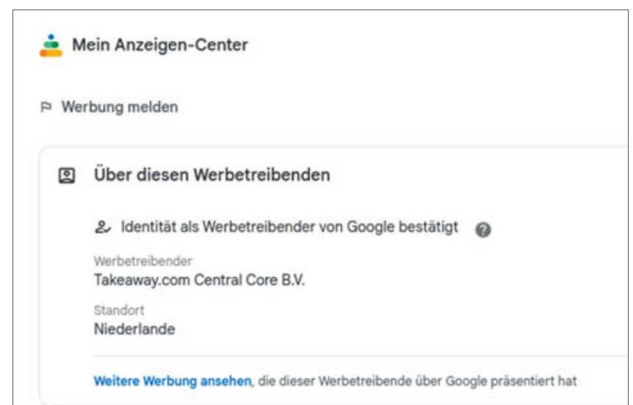 Mein Anzeigen-Center
Werbung melden
Über diesen Werbetreibenden
Identität als Werbetreibender von Google bestätigt
Werbetreibender
Takeaway.com Central Core B.V.
Standort
Niederlande
Weitere Werbung ansehen, die dieser Werbetreibende über Google präsentiert hat